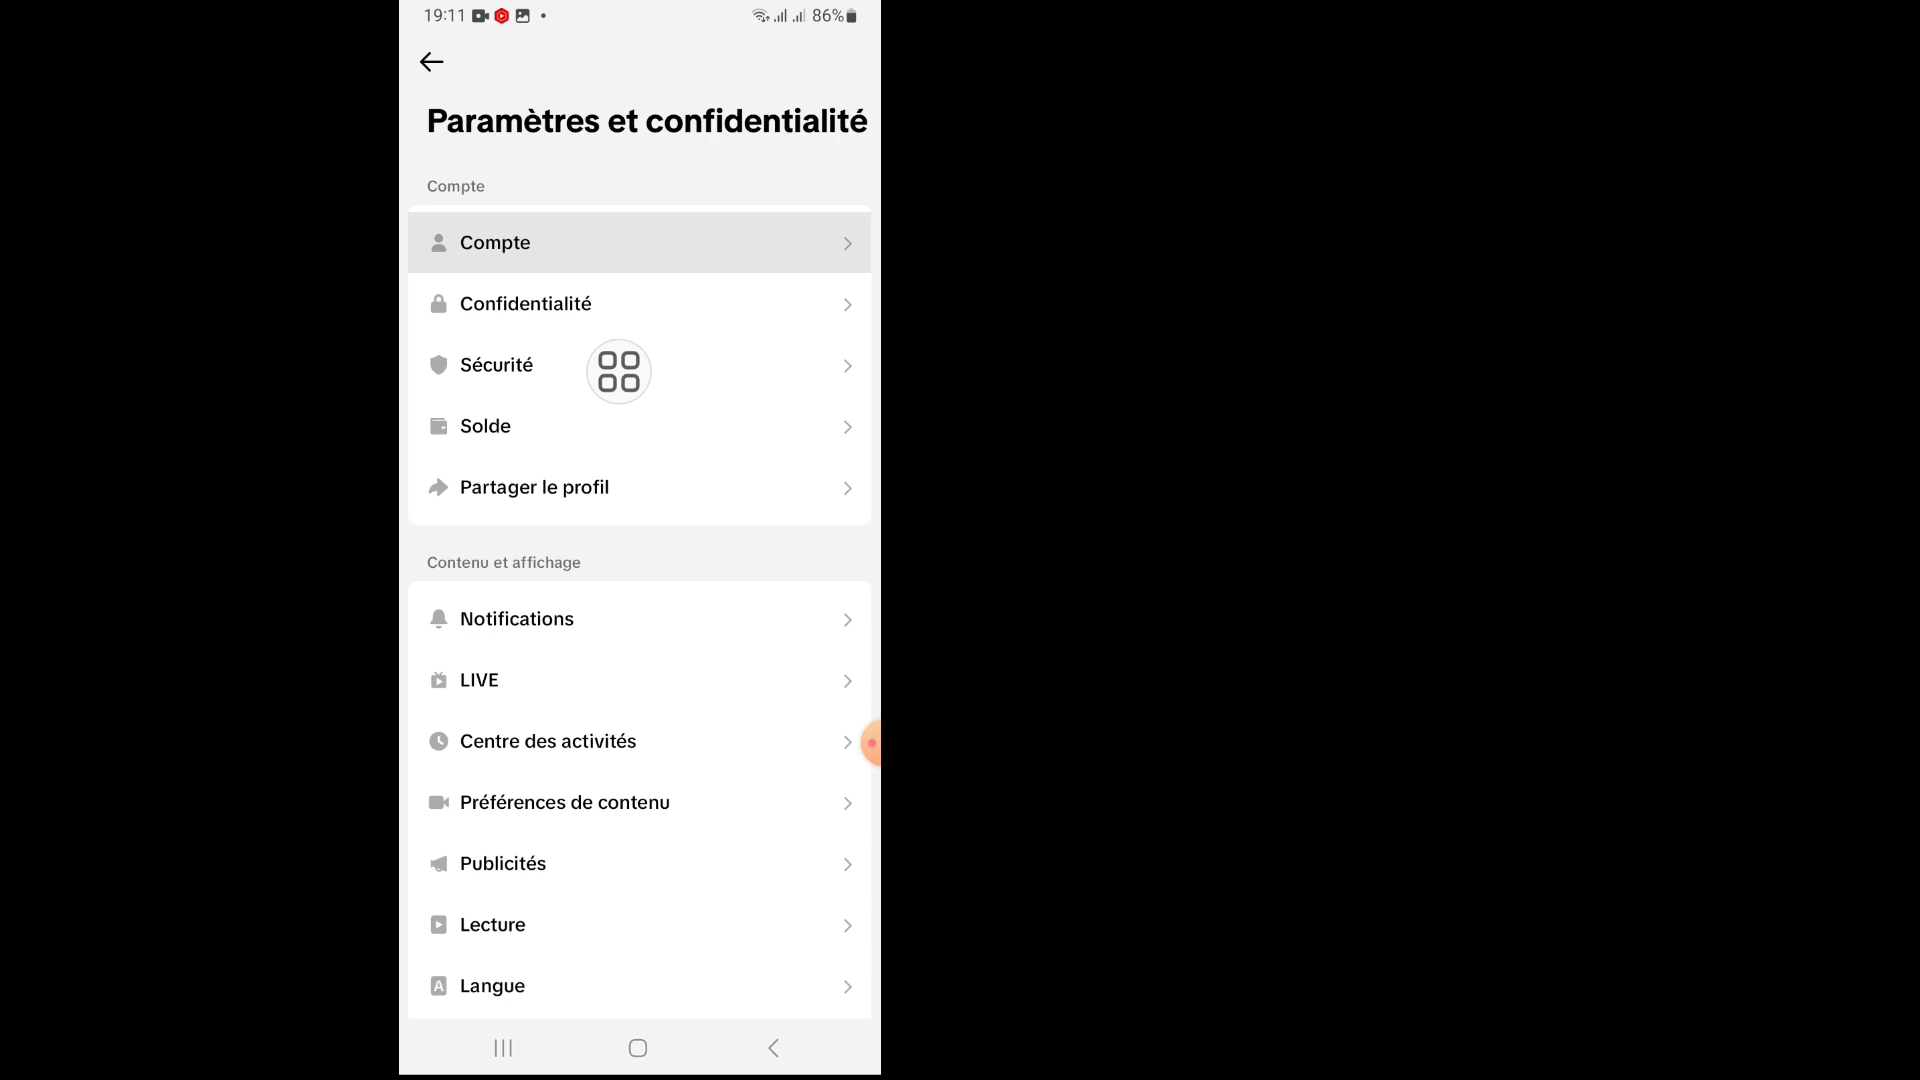 19:11
86%
Paramètres et confidentialité
Compte
Compte
Confidentialité
Sécurité
Solde
Partager le profil
Contenu et affichage
Notifications
LIVE
Centre des activités
Préférences de contenu
Publicités
Lecture
A Langue